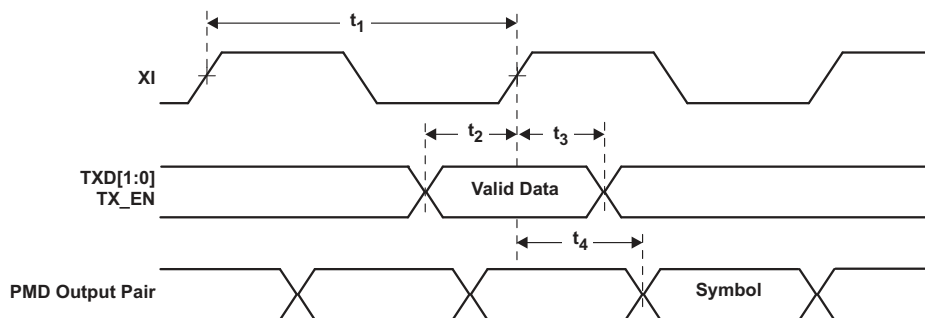 t1
XI
t2
t3
TXD[1:0]
TX_EN
Valid Data
t4
PMD Output Pair
Symbol